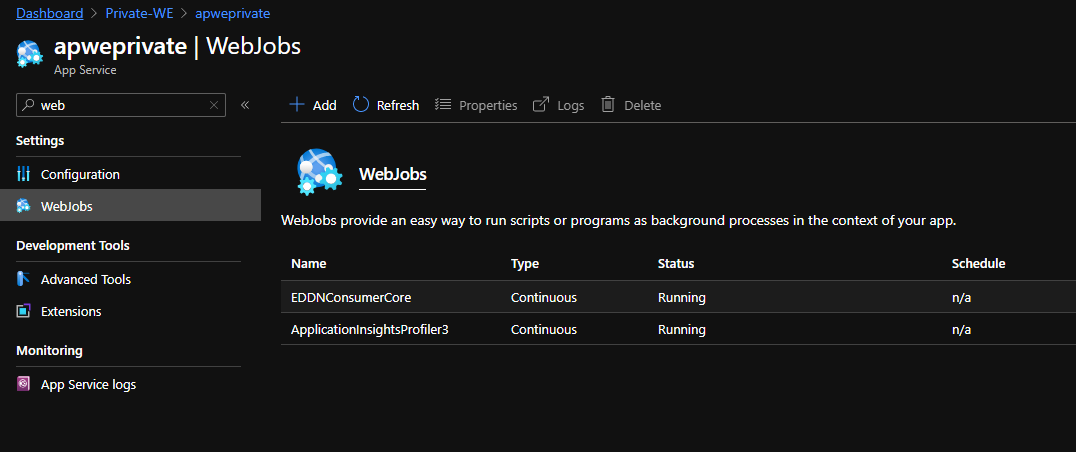 Dashboard > Private-WE > apweprivate
apweprivate | WebJobs
App Service
web
«
Add Refresh Properties Logs Delete
Settings
Configuration
WebJobs
Development Tools
Advanced Tools
Extensions
Monitoring
App Service logs
WebJobs
WebJobs provide an easy way to run scripts or programs as background processes in the context of your app.
Name Type Status Schedule
EDDNConsumerCore Continuous Running n/a
ApplicationInsightsProfiler3 Continuous Running n/a